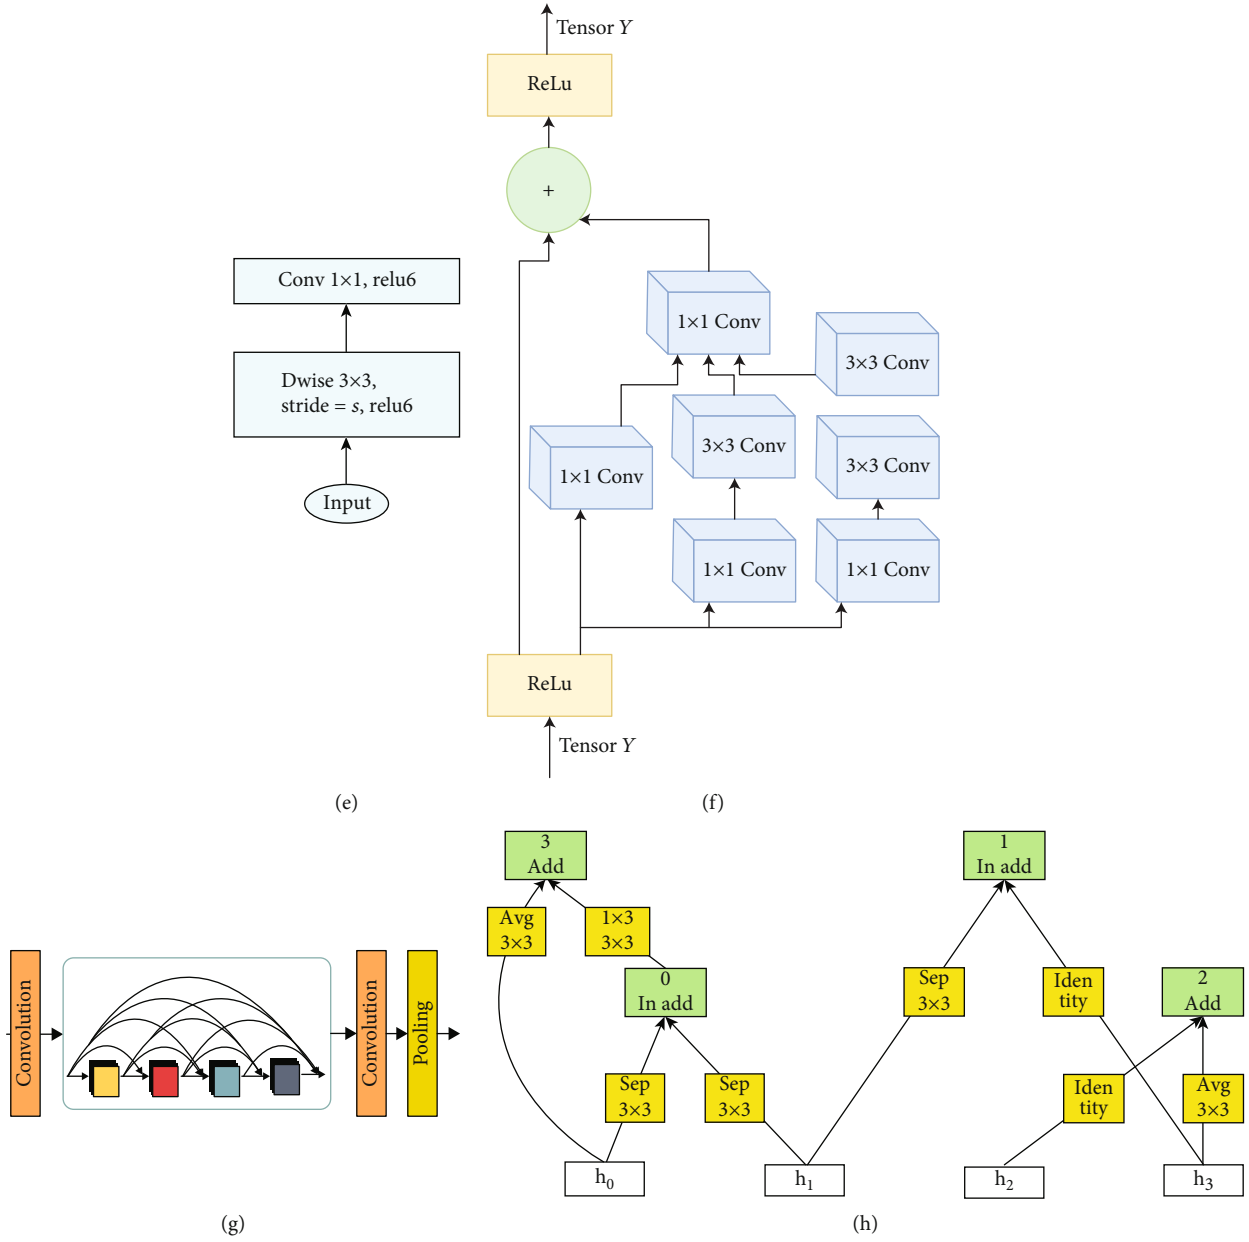 Tensor Y
ReLu
+
Conv 1×1, relu6
1×1 Conv
3×3 Conv
Dwise 3×3,
stride = s, relu6
3×3 Conv
3×3 Conv
1×1 Conv
Input
1×1 Conv
1×1 Conv
ReLu
Tensor Y
(e)
(f)
Convolution
Convolution
Pooling
(g)
3
Add
1
In add
Avg
3×3
1×3
3×3
0
In add
Sep
3×3
Iden
tity
2
Add
Sep
3×3
Sep
3×3
Iden
tity
Avg
3×3
h₀
h₁
h₂
h₃
(h)